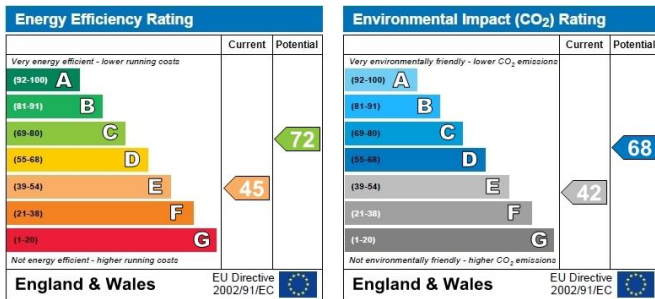 Energy Efficiency Rating
Current Potential
Very energy efficient - lower running costs
(92-100) A
(81-91) B
(69-80) C
72
(55-68) D
(39-54) E
45
(21-38) F
(1-20) G
Not energy efficient - higher running costs
England & Wales
EU Directive
2002/91/EC
Environmental Impact (CO₂) Rating
Current Potential
Very environmentally friendly - lower CO₂ emissions
(92-100) A
(81-91) B
(69-80) C
(55-68) D
68
(39-54) E
42
(21-38) F
(1-20) G
Not environmentally friendly - higher CO₂ emissions
England & Wales
EU Directive
2002/91/EC